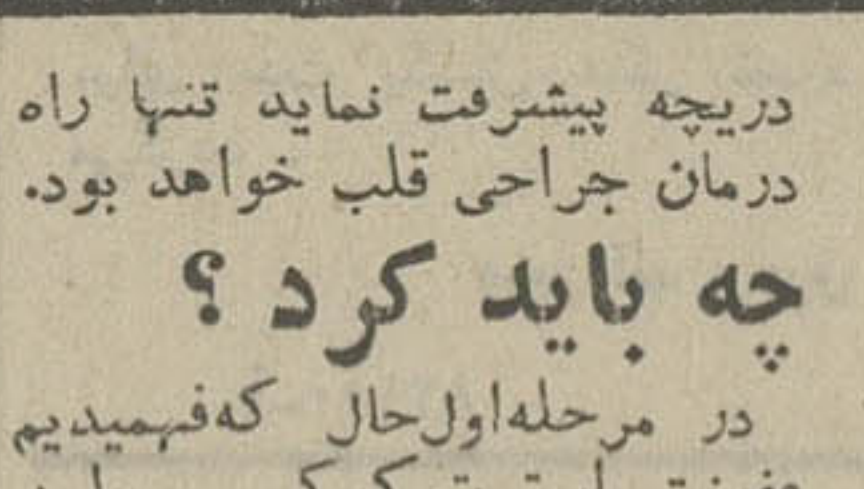 دریچه پیشرفت نماید تنها راه
درمان جراحی قلب خواهد بود.
چه باید کرد ؟
در مرحله‌اول‌حال که‌فهمیدیم